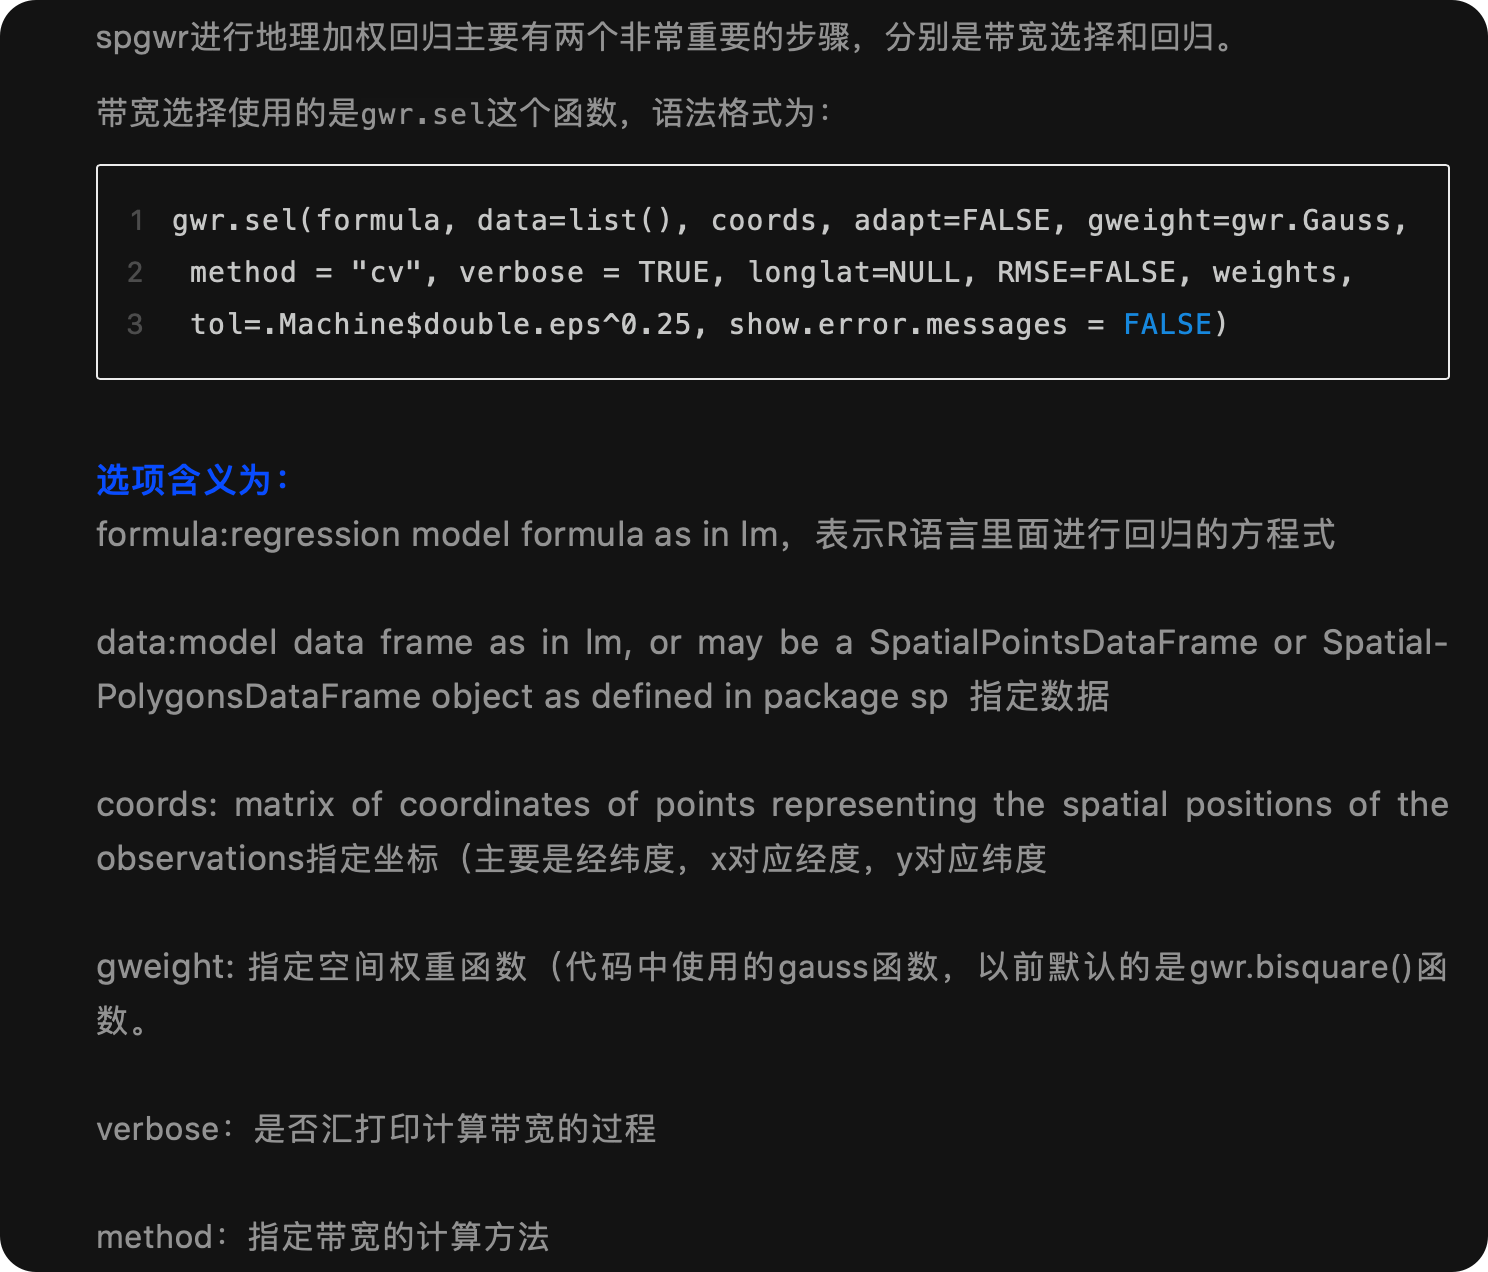 spgwr进行地理加权回归主要有两个非常重要的步骤，分别是带宽选择和回归。
带宽选择使用的是gwr.sel这个函数，语法格式为：
1 gwr.sel(formula, data=list(), coords, adapt=FALSE, gweight=gwr.Gauss,
2  method = "cv", verbose = TRUE, longlat=NULL, RMSE=FALSE, weights,
3  tol=.Machine$double.eps^0.25, show.error.messages = FALSE)
选项含义为：
formula:regression model formula as in lm，表示R语言里面进行回归的方程式
data:model data frame as in lm, or may be a SpatialPointsDataFrame or Spatial-
PolygonsDataFrame object as defined in package sp  指定数据
coords: matrix of coordinates of points representing the spatial positions of the
observations指定坐标（主要是经纬度，x对应经度，y对应纬度
gweight: 指定空间权重函数（代码中使用的gauss函数，以前默认的是gwr.bisquare()函
数。
verbose：是否汇打印计算带宽的过程
method：指定带宽的计算方法